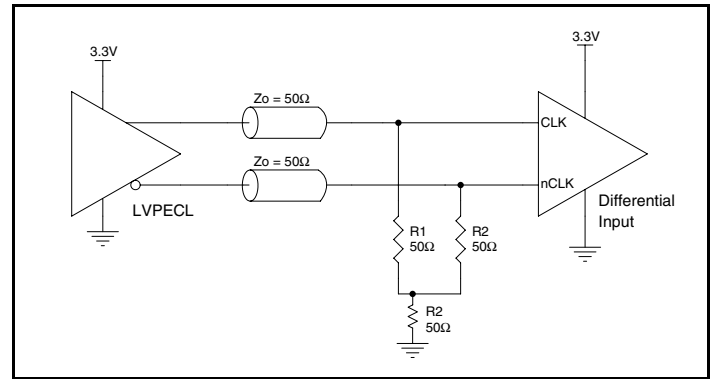 3.3V
3.3V
Zo = 50Ω
CLK
Zo = 50Ω
nCLK
LVPECL
Differential
Input
R1
50Ω
R2
50Ω
R2
50Ω